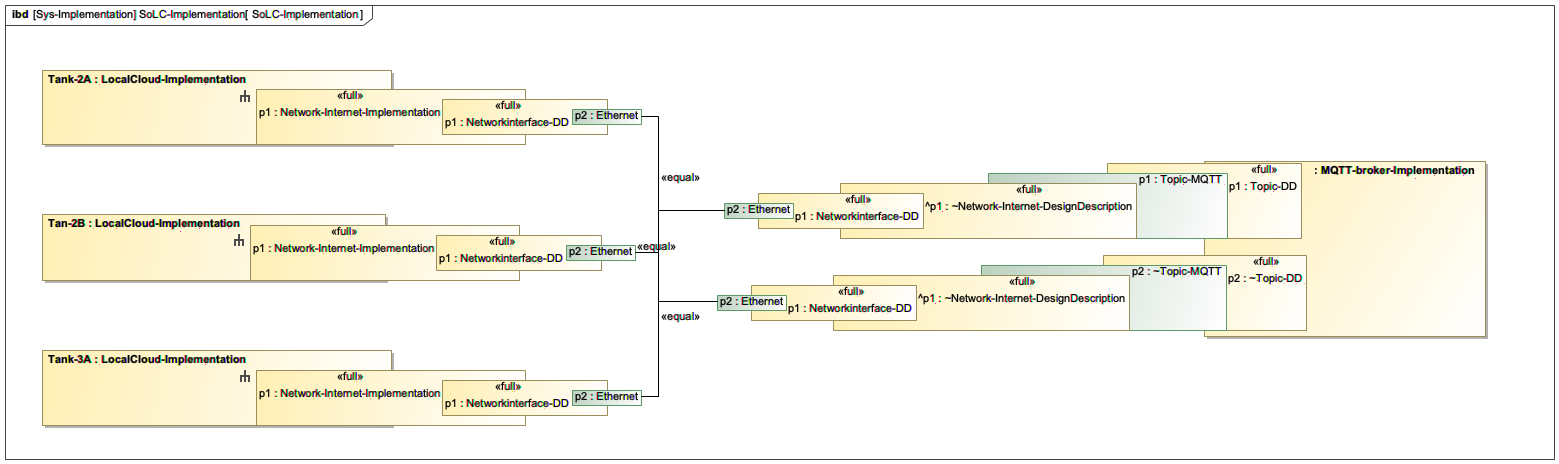 ibd [Sys-Implementation] SoLC-Implementation[ SoLC-Implementation ]
Tank-2A : LocalCloud-Implementation
«full»
p1 : Network-Internet-Implementation
«full»
p1 : Networkinterface-DD
p2 : Ethernet
«equal»
Tan-2B : LocalCloud-Implementation
«full»
p1 : Network-Internet-Implementation
«full»
p1 : Networkinterface-DD
p2 : Ethernet
«equal»
Tank-3A : LocalCloud-Implementation
«full»
p1 : Network-Internet-Implementation
«full»
p1 : Networkinterface-DD
p2 : Ethernet
«equal»
: MQTT-broker-Implementation
«full»
p1 : Topic-DD
p1 : Topic-MQTT
«full»
^p1 : ~Network-Internet-DesignDescription
«full»
p1 : Networkinterface-DD
p2 : Ethernet
«full»
p2 : ~Topic-DD
p2 : ~Topic-MQTT
«full»
^p1 : ~Network-Internet-DesignDescription
«full»
p1 : Networkinterface-DD
p2 : Ethernet